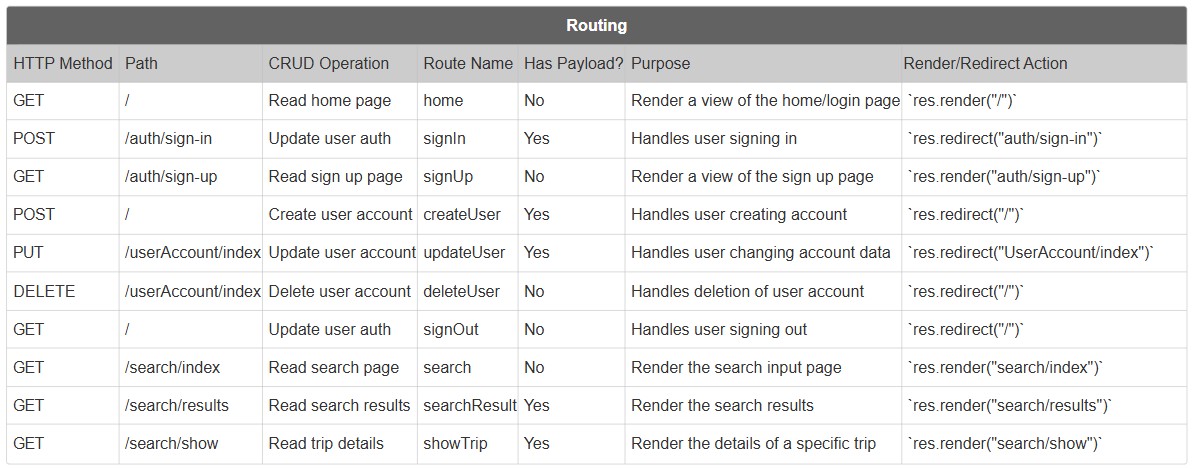 Routing
HTTP Method Path CRUD Operation Route Name Has Payload? Purpose Render/Redirect Action
GET / Read home page home No Render a view of the home/login page `res.render("/")`
POST /auth/sign-in Update user auth signIn Yes Handles user signing in `res.redirect("auth/sign-in")`
GET /auth/sign-up Read sign up page signUp No Render a view of the sign up page `res.render("auth/sign-up")`
POST / Create user account createUser Yes Handles user creating account `res.redirect("/")`
PUT /userAccount/index Update user account updateUser Yes Handles user changing account data `res.redirect("UserAccount/index")`
DELETE /userAccount/index Delete user account deleteUser No Handles deletion of user account `res.redirect("/")`
GET / Update user auth signOut No Handles user signing out `res.redirect("/")`
GET /search/index Read search page search No Render the search input page `res.render("search/index")`
GET /search/results Read search results searchResult Yes Render the search results `res.render("search/results")`
GET /search/show Read trip details showTrip Yes Render the details of a specific trip `res.render("search/show")`